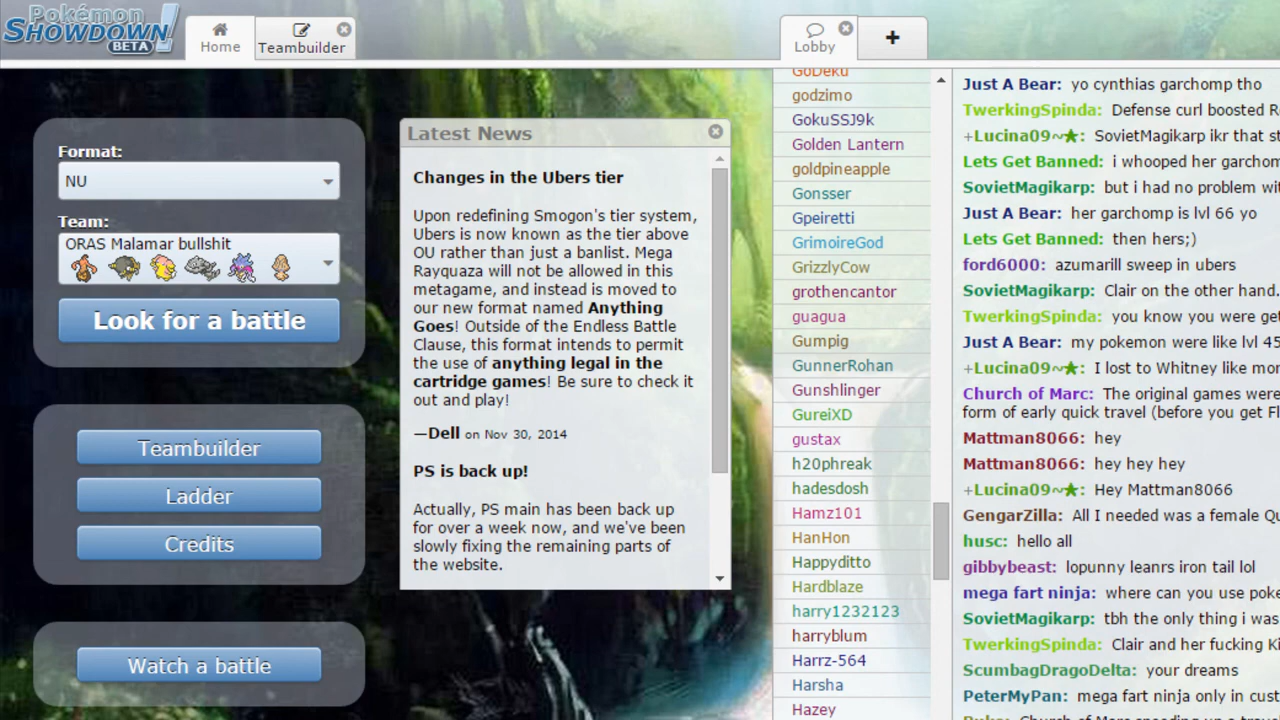 Pokémon
SHOWDOWN!
BETA
Home
Teambuilder
Lobby
Format:
NU
Team:
ORAS Malamar bullshit
Look for a battle
Teambuilder
Ladder
Credits
Watch a battle
Latest News
Changes in the Ubers tier
Upon redefining Smogon's tier system,
Ubers is now known as the tier above
OU rather than just a banlist. Mega
Rayquaza will not be allowed in this
metagame, and instead is moved to
our new format named Anything
Goes! Outside of the Endless Battle
Clause, this format intends to permit
the use of anything legal in the
cartridge games! Be sure to check it
out and play!
—Dell on Nov 30, 2014
PS is back up!
Actually, PS main has been back up
for over a week now, and we've been
slowly fixing the remaining parts of
the website.
GoDeku
godzimo
GokuSSJ9k
Golden Lantern
goldpineapple
Gonsser
Gpeiretti
GrimoireGod
GrizzlyCow
grothencantor
guagua
Gumpig
GunnerRohan
Gunshlinger
GureiXD
gustax
h20phreak
hadesdosh
Hamz101
HanHon
Happyditto
Hardblaze
harry1232123
harryblum
Harrz-564
Harsha
Hazey
Just A Bear: yo cynthias garchomp tho
TwerkingSpinda: Defense curl boosted R
+Lucina09~★: SovietMagikarp ikr that st
Lets Get Banned: i whooped her garchom
SovietMagikarp: but i had no problem wit
Just A Bear: her garchomp is lvl 66 yo
Lets Get Banned: then hers;)
ford6000: azumarill sweep in ubers
SovietMagikarp: Clair on the other hand.
TwerkingSpinda: you know you were get
Just A Bear: my pokemon were like lvl 45
+Lucina09~★: I lost to Whitney like mor
Church of Marc: The original games were
form of early quick travel (before you get Fl
Mattman8066: hey
Mattman8066: hey hey hey
+Lucina09~★: Hey Mattman8066
GengarZilla: All I needed was a female Qu
husc: hello all
gibbybeast: lopunny leanrs iron tail lol
mega fart ninja: where can you use poke
SovietMagikarp: tbh the only thing i was
TwerkingSpinda: Clair and her fucking Ki
ScumbagDragoDelta: your dreams
PeterMyPan: mega fart ninja only in cust